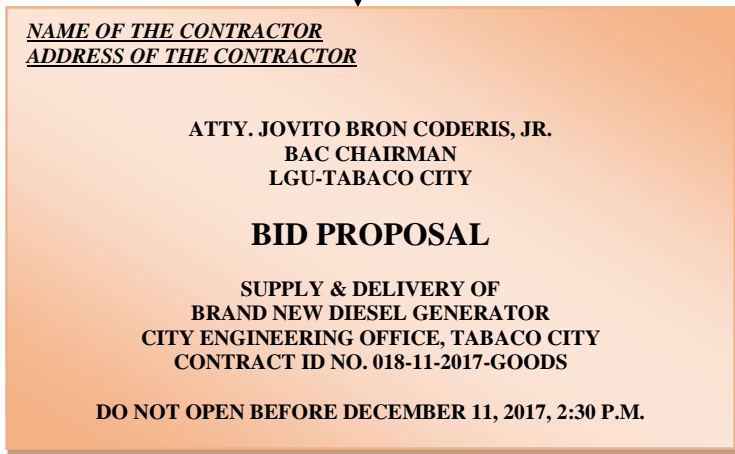 NAME OF THE CONTRACTOR
ADDRESS OF THE CONTRACTOR
ATTY. JOVITO BRON CODERIS, JR.
BAC CHAIRMAN
LGU-TABACO CITY
BID PROPOSAL
SUPPLY & DELIVERY OF
BRAND NEW DIESEL GENERATOR
CITY ENGINEERING OFFICE, TABACO CITY
CONTRACT ID NO. 018-11-2017-GOODS
DO NOT OPEN BEFORE DECEMBER 11, 2017, 2:30 P.M.